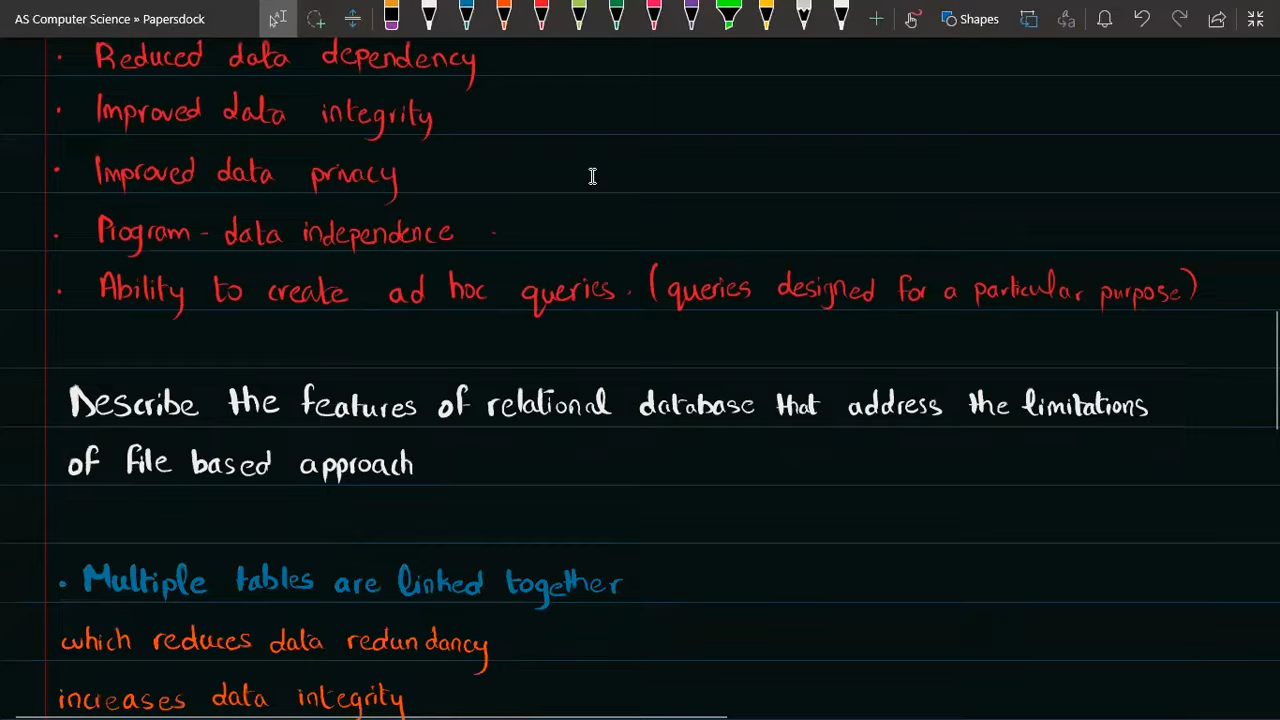 AS Computer Science » Papersdock
Shapes
· Reduced data dependency
· Improved data integrity
· Improved data privacy
· Program - data independence
· Ability to create ad hoc queries. (queries designed for a particular purpose)
Describe the features of relational database that address the limitations
of file based approach
· Multiple tables are linked together
which reduces data redundancy
increases data integrity